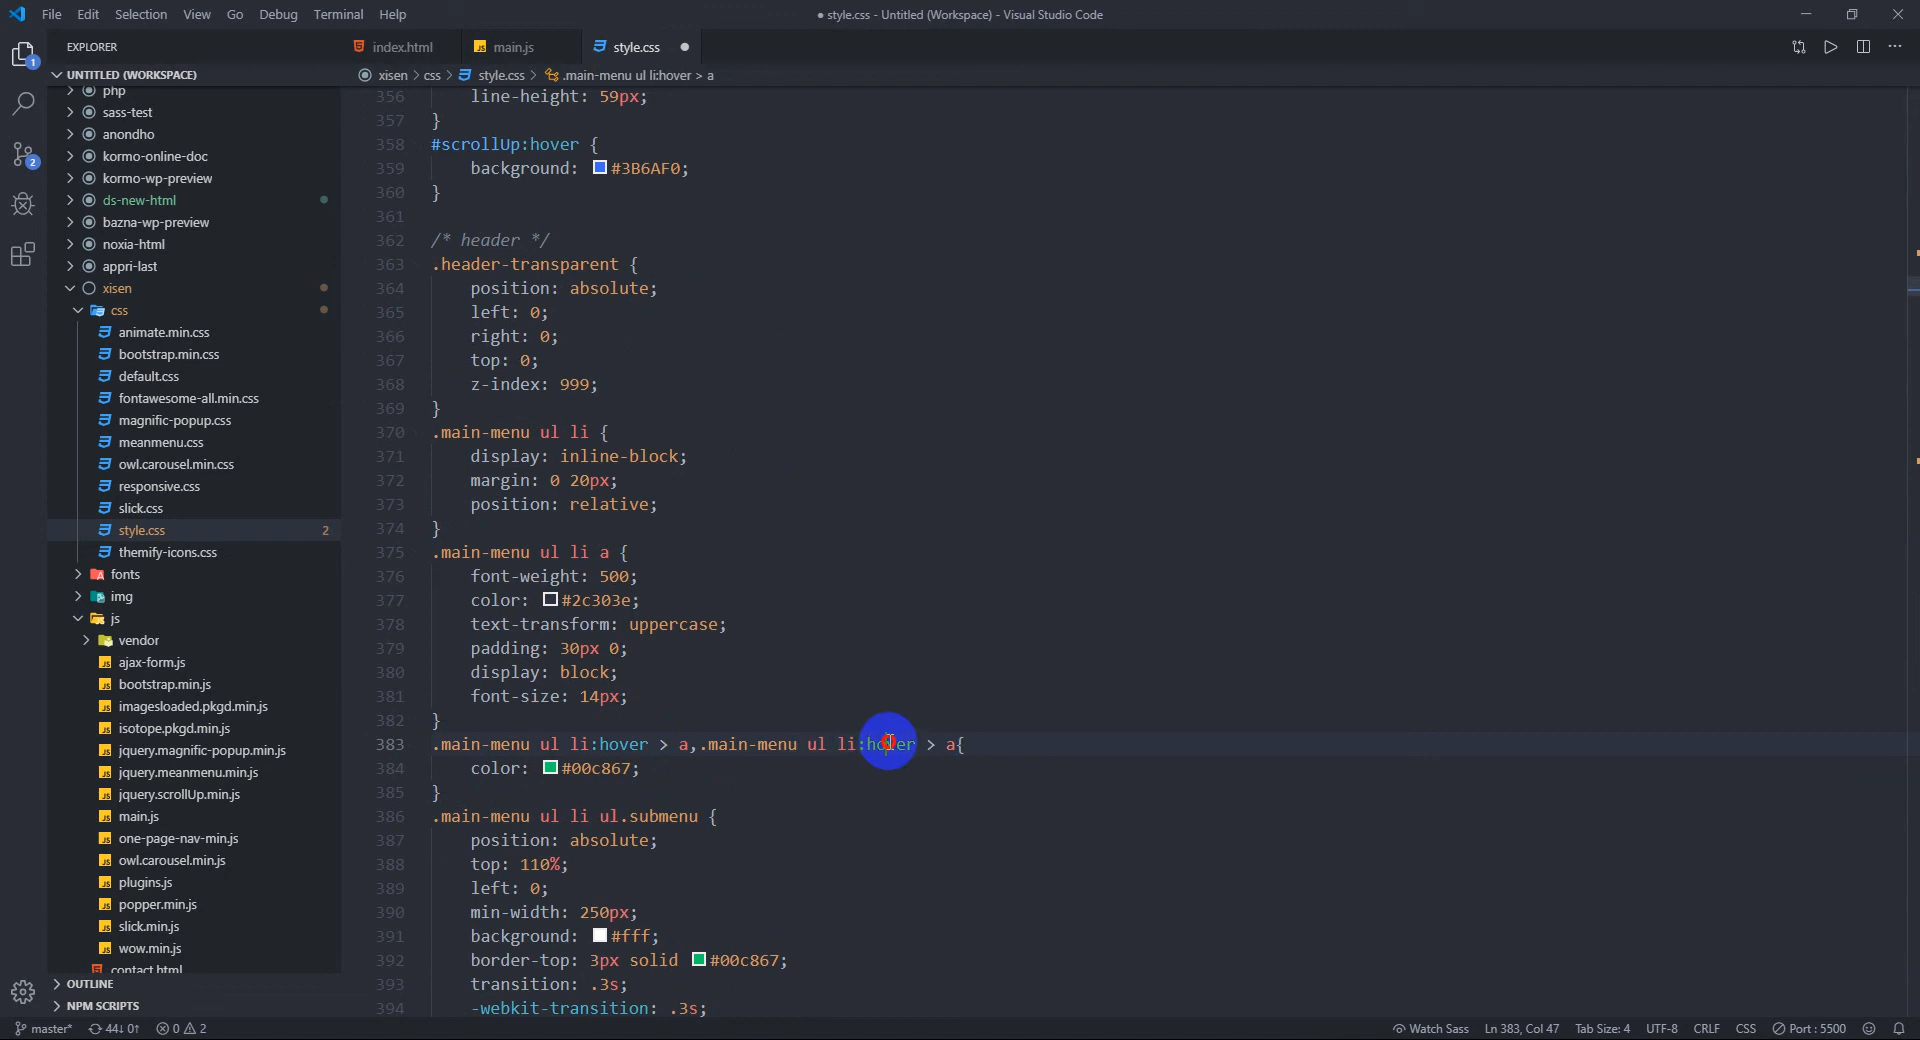 File Edit Selection View Go Debug Terminal Help
● style.css - Untitled (Workspace) - Visual Studio Code
EXPLORER
index.html
main.js
style.css
UNTITLED (WORKSPACE)
xisen > css > style.css > .main-menu ul li:hover > a
php
sass-test
anondho
kormo-online-doc
kormo-wp-preview
ds-new-html
bazna-wp-preview
noxia-html
appri-last
xisen
css
animate.min.css
bootstrap.min.css
default.css
fontawesome-all.min.css
magnific-popup.css
meanmenu.css
owl.carousel.min.css
responsive.css
slick.css
style.css 2
themify-icons.css
fonts
img
js
vendor
ajax-form.js
bootstrap.min.js
imagesloaded.pkgd.min.js
isotope.pkgd.min.js
jquery.magnific-popup.min.js
jquery.meanmenu.min.js
jquery.scrollUp.min.js
main.js
one-page-nav-min.js
owl.carousel.min.js
plugins.js
popper.min.js
slick.min.js
wow.min.js
contact.html
OUTLINE
NPM SCRIPTS
1
2
356 line-height: 59px;
357 }
358 #scrollUp:hover {
359 background: #3B6AF0;
360 }
361
362 /* header */
363 .header-transparent {
364 position: absolute;
365 left: 0;
366 right: 0;
367 top: 0;
368 z-index: 999;
369 }
370 .main-menu ul li {
371 display: inline-block;
372 margin: 0 20px;
373 position: relative;
374 }
375 .main-menu ul li a {
376 font-weight: 500;
377 color: #2c303e;
378 text-transform: uppercase;
379 padding: 30px 0;
380 display: block;
381 font-size: 14px;
382 }
383 .main-menu ul li:hover > a,.main-menu ul li:hover > a{
384 color: #00c867;
385 }
386 .main-menu ul li ul.submenu {
387 position: absolute;
388 top: 110%;
389 left: 0;
390 min-width: 250px;
391 background: #fff;
392 border-top: 3px solid #00c867;
393 transition: .3s;
394 -webkit-transition: .3s;
master* 44↓ 0↑ 0 2
Watch Sass Ln 383, Col 47 Tab Size: 4 UTF-8 CRLF CSS Port : 5500